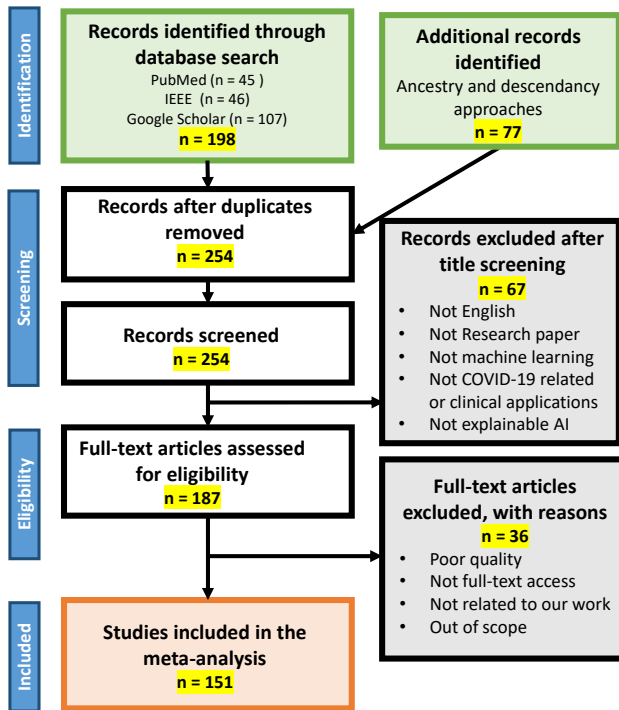 Identification
Records identified through
database search
PubMed (n = 45 )
IEEE (n = 46)
Google Scholar (n = 107)
n = 198
Additional records
identified
Ancestry and descendancy
approaches
n = 77
Screening
Records after duplicates
removed
n = 254
Records screened
n = 254
Records excluded after
title screening
n = 67
• Not English
• Not Research paper
• Not machine learning
• Not COVID-19 related
or clinical applications
• Not explainable AI
Eligibility
Full-text articles assessed
for eligibility
n = 187
Full-text articles
excluded, with reasons
n = 36
• Poor quality
• Not full-text access
• Not related to our work
• Out of scope
Included
Studies included in the
meta-analysis
n = 151